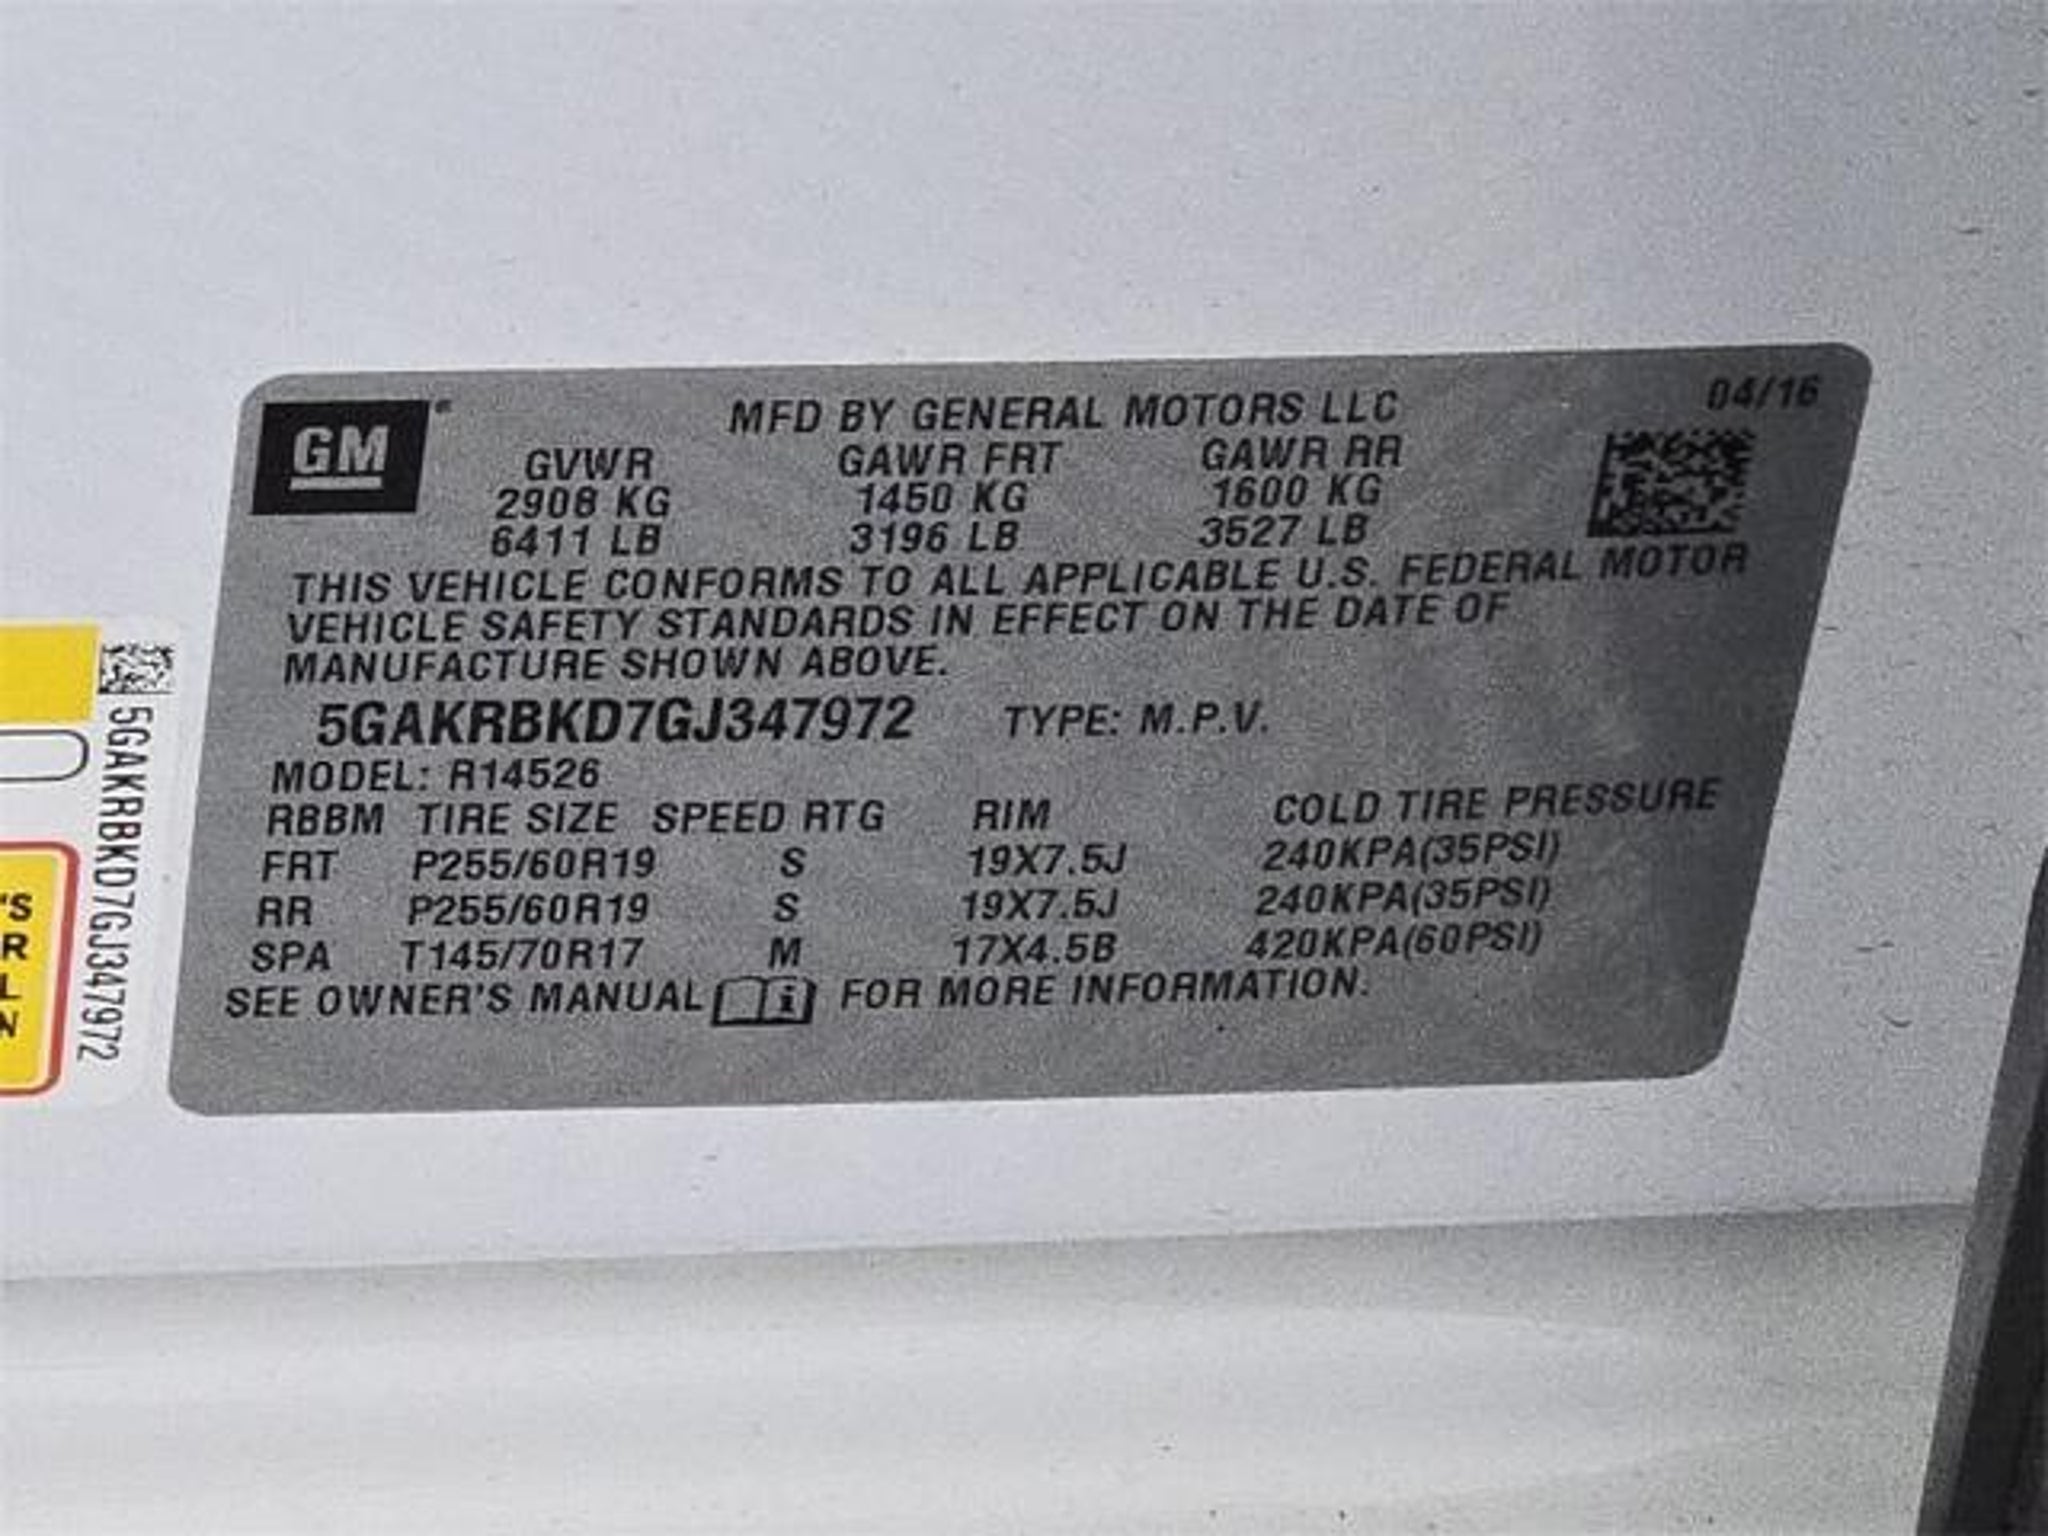 04/16
GM
MFD BY GENERAL MOTORS LLC
GVWR GAWR FRT GAWR RR
2908 KG 1450 KG 1600 KG
6411 LB 3196 LB 3527 LB
THIS VEHICLE CONFORMS TO ALL APPLICABLE U.S. FEDERAL MOTOR
VEHICLE SAFETY STANDARDS IN EFFECT ON THE DATE OF
MANUFACTURE SHOWN ABOVE.
5GAKRBKD7GJ347972 TYPE: M.P.V.
MODEL: R14526
RBBM TIRE SIZE SPEED RTG RIM COLD TIRE PRESSURE
FRT P255/60R19 S 19X7.5J 240KPA(35PSI)
RR P255/60R19 S 19X7.5J 240KPA(35PSI)
SPA T145/70R17 M 17X4.5B 420KPA(60PSI)
SEE OWNER'S MANUAL FOR MORE INFORMATION.
5GAKRBKD7GJ347972
'S
R
L
N